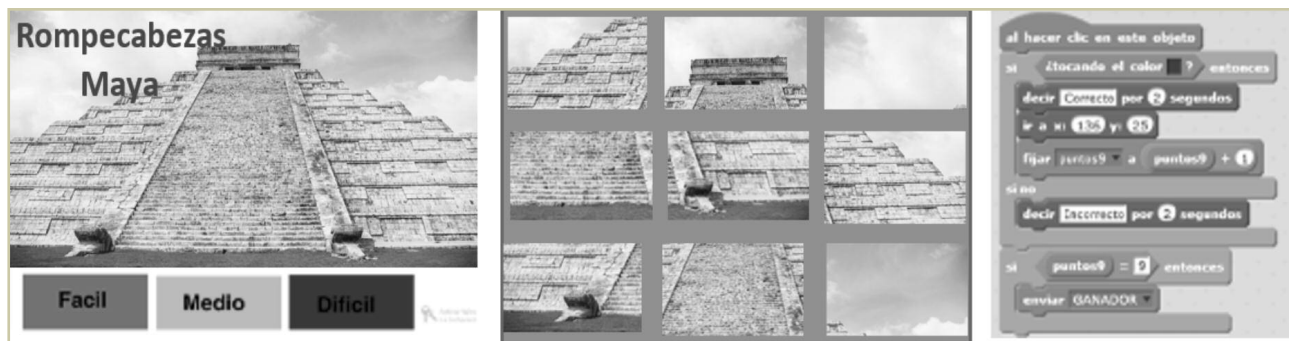 Rompecabezas
Maya
Facil
Medio
Dificil
al hacer clic en este objeto
si ¿tocando el color ? entonces
decir Correcto por 2 segundos
ir a x: 136 y: 25
fijar puntos9 a puntos9 + 1
si no
decir Incorrecto por 2 segundos
si puntos9 = 9 entonces
enviar GANADOR